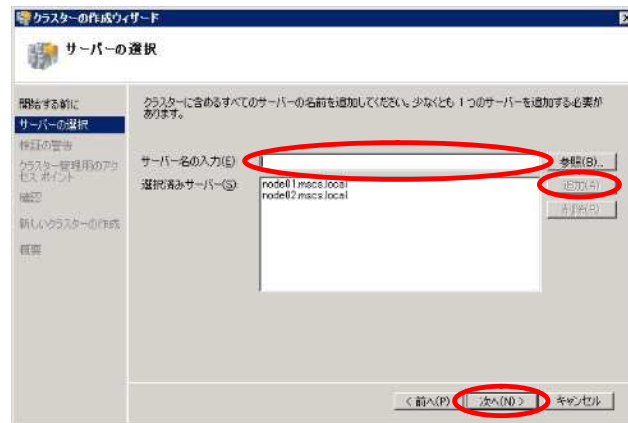 クラスターの作成ウィザード
サーバーの選択
開始する前に
サーバーの選択
検証の警告
クラスター管理用のアク
セス ポイント
確認
新しいクラスターの作成
概要
クラスターに含めるすべてのサーバーの名前を追加してください。少なくとも 1 つのサーバーを追加する必要が
あります。
サーバー名の入力(E)
参照(B)..
選択済みサーバー(S):
node01.mscs.local
node02.mscs.local
追加(A)
削除(R)
< 前へ(P)
次へ(N) >
キャンセル